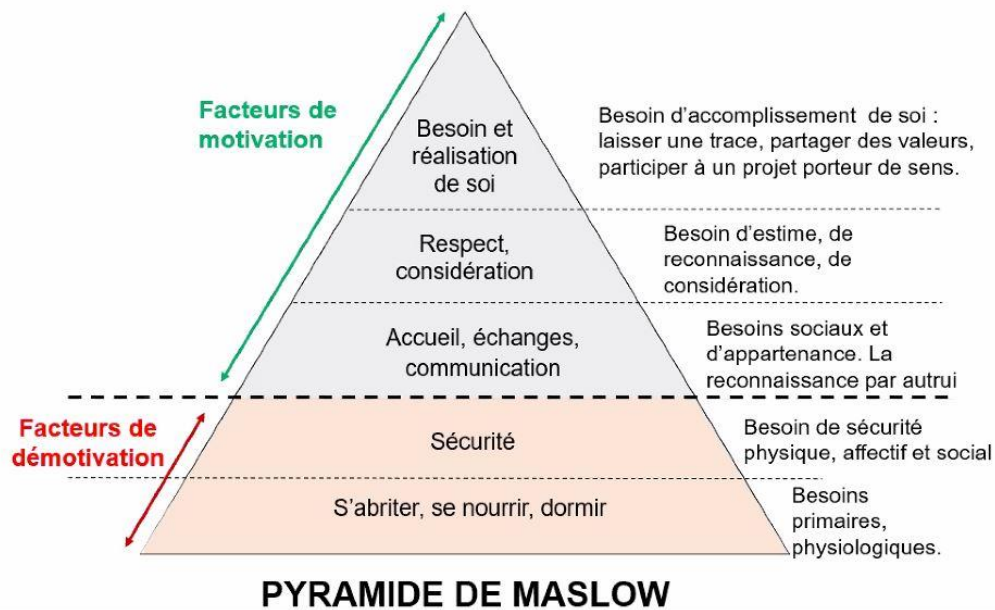 Facteurs de
motivation
Besoin et
réalisation
de soi
Besoin d'accomplissement de soi :
laisser une trace, partager des valeurs,
participer à un projet porteur de sens.
Respect,
considération
Besoin d'estime, de
reconnaissance, de
considération.
Accueil, échanges,
communication
Besoins sociaux et
d'appartenance. La
reconnaissance par autrui
Facteurs de
démotivation
Sécurité
Besoin de sécurité
physique, affectif et social
S'abriter, se nourrir, dormir
Besoins
primaires,
physiologiques.
PYRAMIDE DE MASLOW